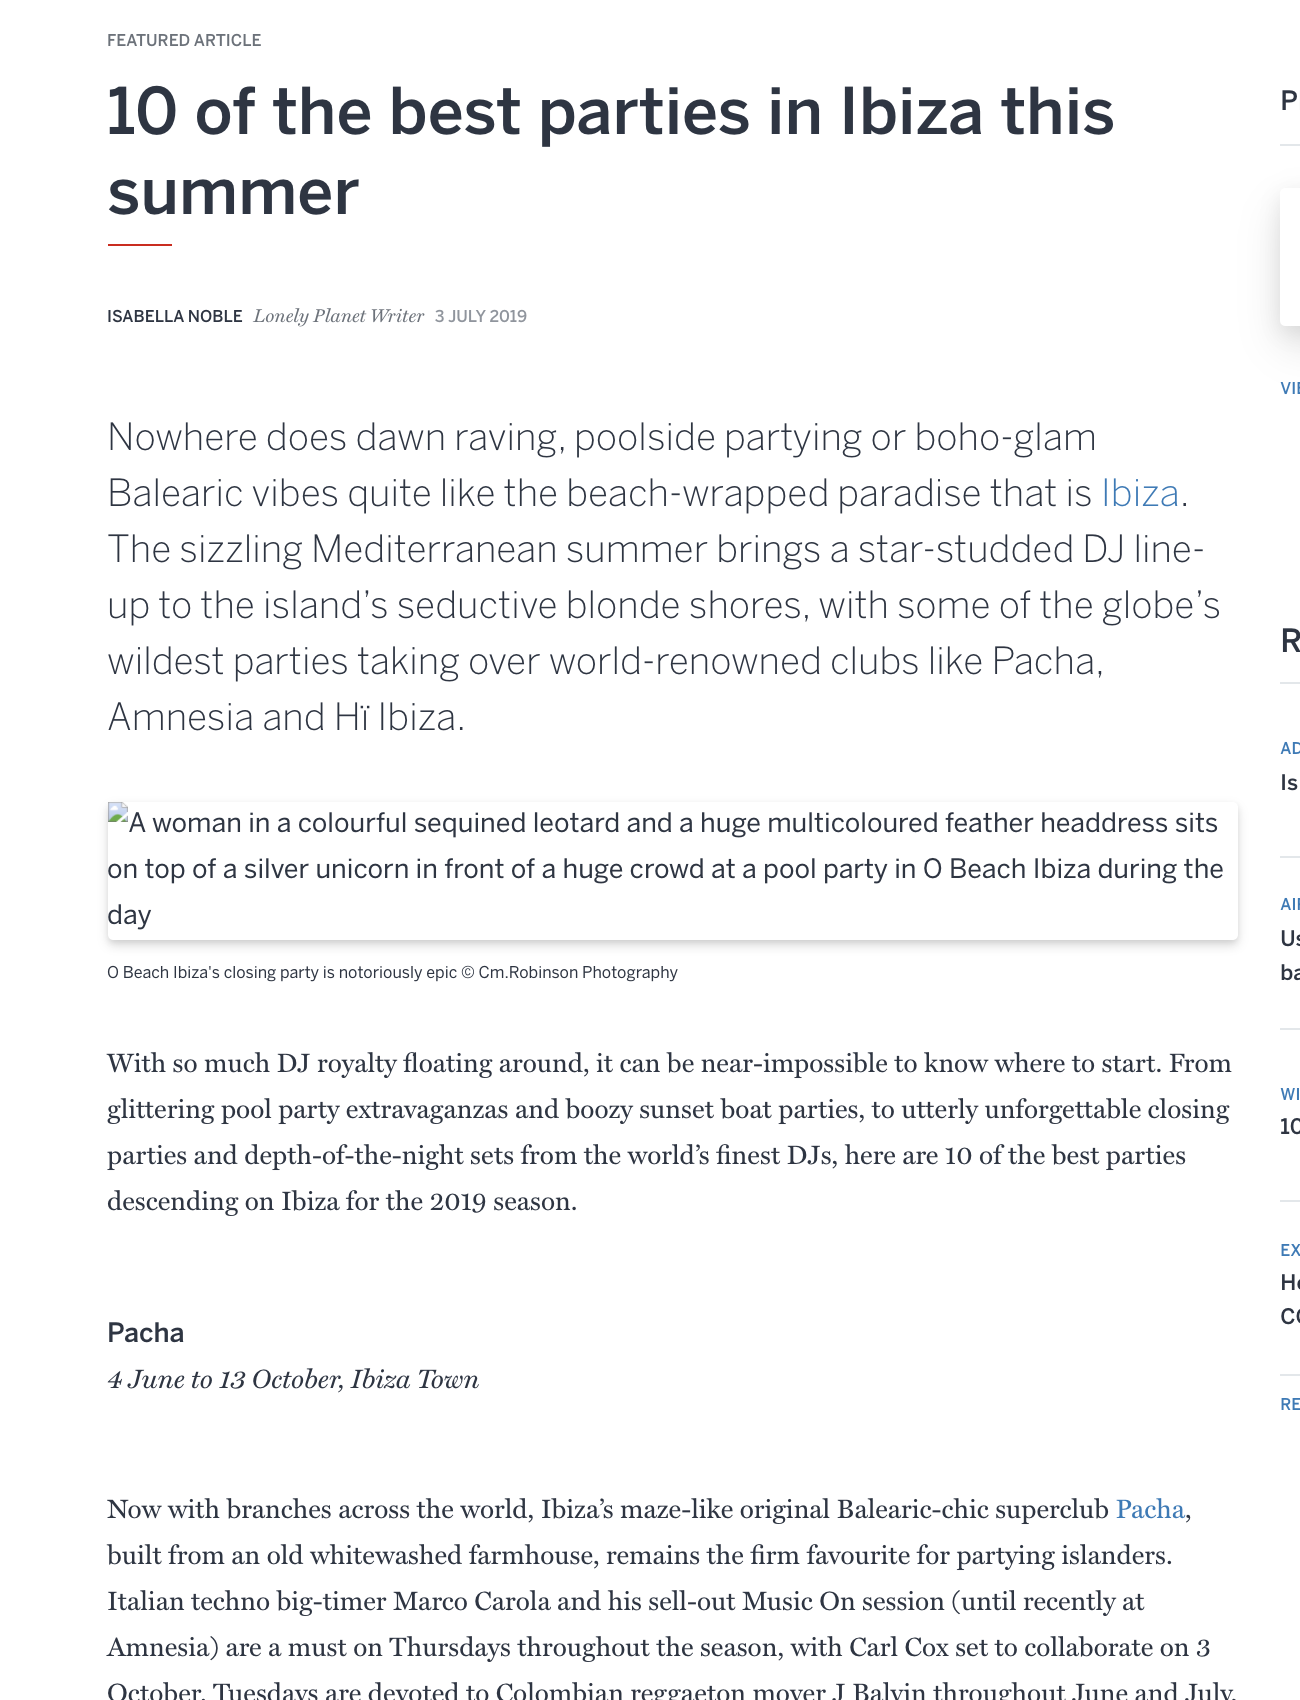 FEATURED ARTICLE
10 of the best parties in Ibiza this
summer
ISABELLA NOBLE Lonely Planet Writer 3 JULY 2019
Nowhere does dawn raving, poolside partying or boho-glam
Balearic vibes quite like the beach-wrapped paradise that is Ibiza.
The sizzling Mediterranean summer brings a star-studded DJ line-
up to the island’s seductive blonde shores, with some of the globe’s
wildest parties taking over world-renowned clubs like Pacha,
Amnesia and Hï Ibiza.
A woman in a colourful sequined leotard and a huge multicoloured feather headdress sits
on top of a silver unicorn in front of a huge crowd at a pool party in O Beach Ibiza during the
day
O Beach Ibiza's closing party is notoriously epic © Cm.Robinson Photography
With so much DJ royalty floating around, it can be near-impossible to know where to start. From
glittering pool party extravaganzas and boozy sunset boat parties, to utterly unforgettable closing
parties and depth-of-the-night sets from the world’s finest DJs, here are 10 of the best parties
descending on Ibiza for the 2019 season.
Pacha
4 June to 13 October, Ibiza Town
Now with branches across the world, Ibiza’s maze-like original Balearic-chic superclub Pacha,
built from an old whitewashed farmhouse, remains the firm favourite for partying islanders.
Italian techno big-timer Marco Carola and his sell-out Music On session (until recently at
Amnesia) are a must on Thursdays throughout the season, with Carl Cox set to collaborate on 3
October. Tuesdays are devoted to Colombian reggaeton mover J Balvin throughout June and July,
Is
10